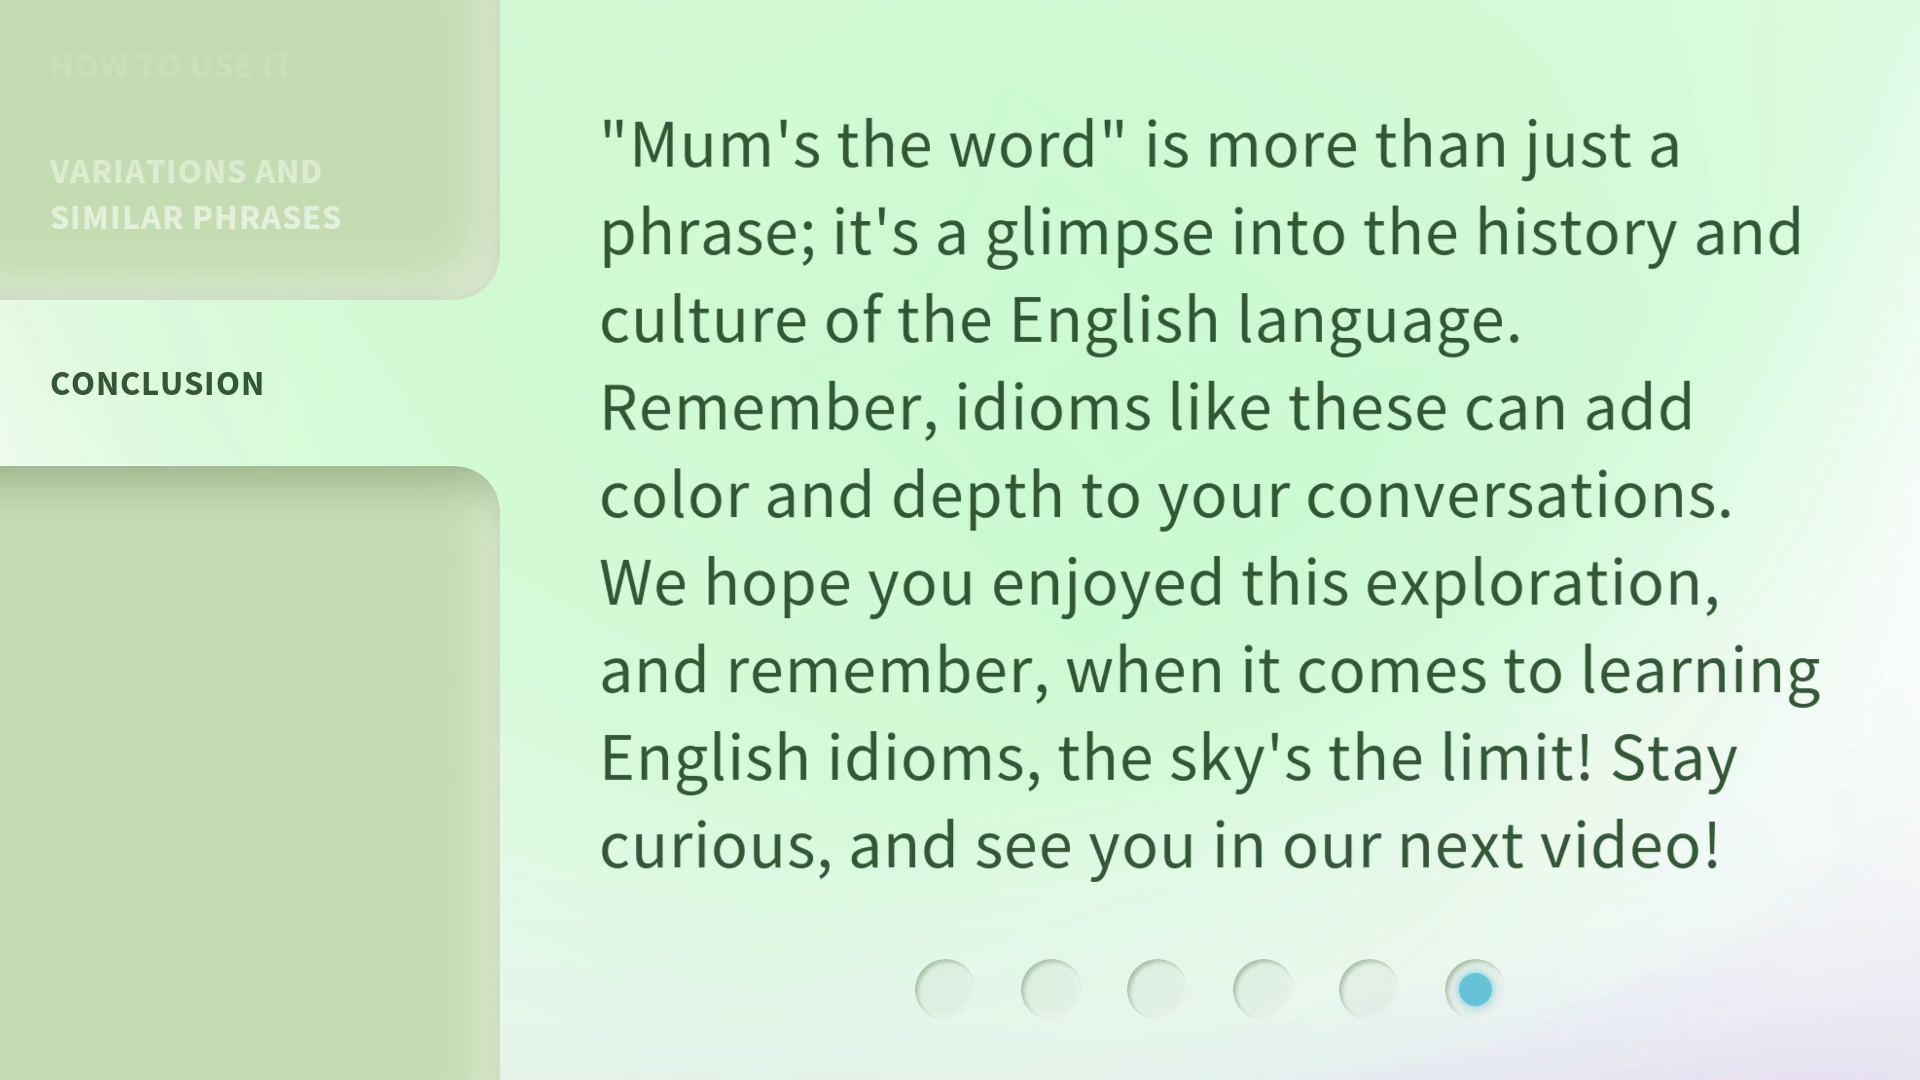 HOW TO USE IT
VARIATIONS AND
SIMILAR PHRASES
CONCLUSION
"Mum's the word" is more than just a
phrase; it's a glimpse into the history and
culture of the English language.
Remember, idioms like these can add
color and depth to your conversations.
We hope you enjoyed this exploration,
and remember, when it comes to learning
English idioms, the sky's the limit! Stay
curious, and see you in our next video!